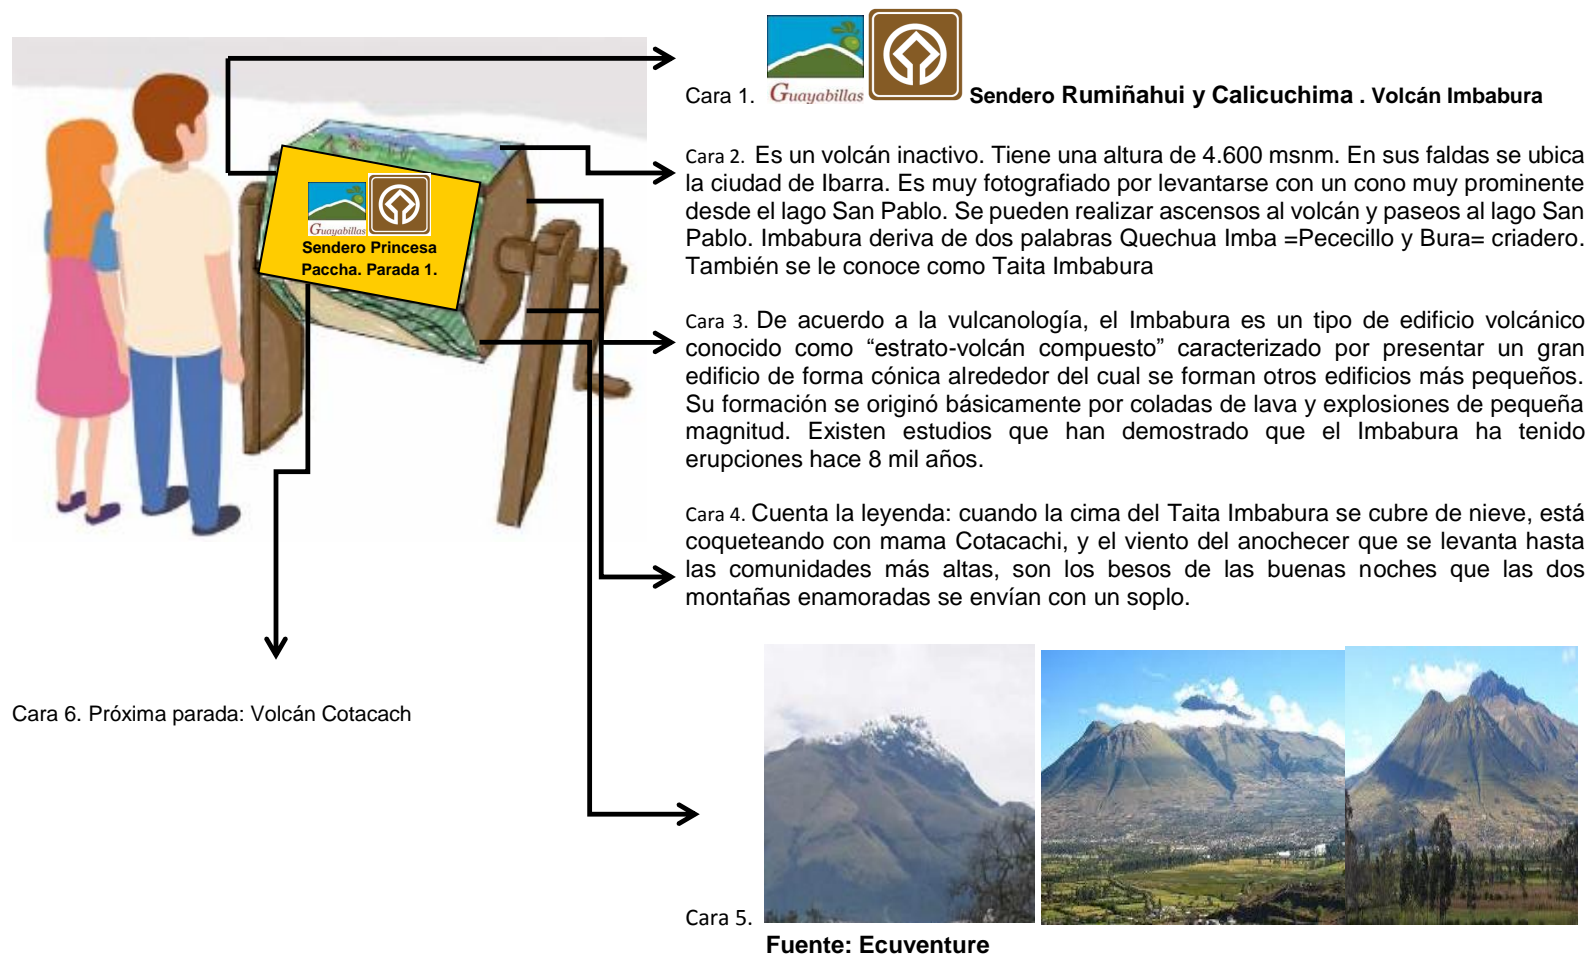 Guayabillas
Cara 1. Sendero Rumiñahui y Calicuchima . Volcán Imbabura
Cara 2. Es un volcán inactivo. Tiene una altura de 4.600 msnm. En sus faldas se ubica
la ciudad de Ibarra. Es muy fotografiado por levantarse con un cono muy prominente
desde el lago San Pablo. Se pueden realizar ascensos al volcán y paseos al lago San
Pablo. Imbabura deriva de dos palabras Quechua Imba =Pececillo y Bura= criadero.
También se le conoce como Taita Imbabura
Guayabillas
Sendero Princesa
Paccha. Parada 1.
Cara 3. De acuerdo a la vulcanología, el Imbabura es un tipo de edificio volcánico
conocido como “estrato-volcán compuesto” caracterizado por presentar un gran
edificio de forma cónica alrededor del cual se forman otros edificios más pequeños.
Su formación se originó básicamente por coladas de lava y explosiones de pequeña
magnitud. Existen estudios que han demostrado que el Imbabura ha tenido
erupciones hace 8 mil años.
Cara 4. Cuenta la leyenda: cuando la cima del Taita Imbabura se cubre de nieve, está
coqueteando con mama Cotacachi, y el viento del anochecer que se levanta hasta
las comunidades más altas, son los besos de las buenas noches que las dos
montañas enamoradas se envían con un soplo.
Cara 6. Próxima parada: Volcán Cotacach
Cara 5.
Fuente: Ecuventure